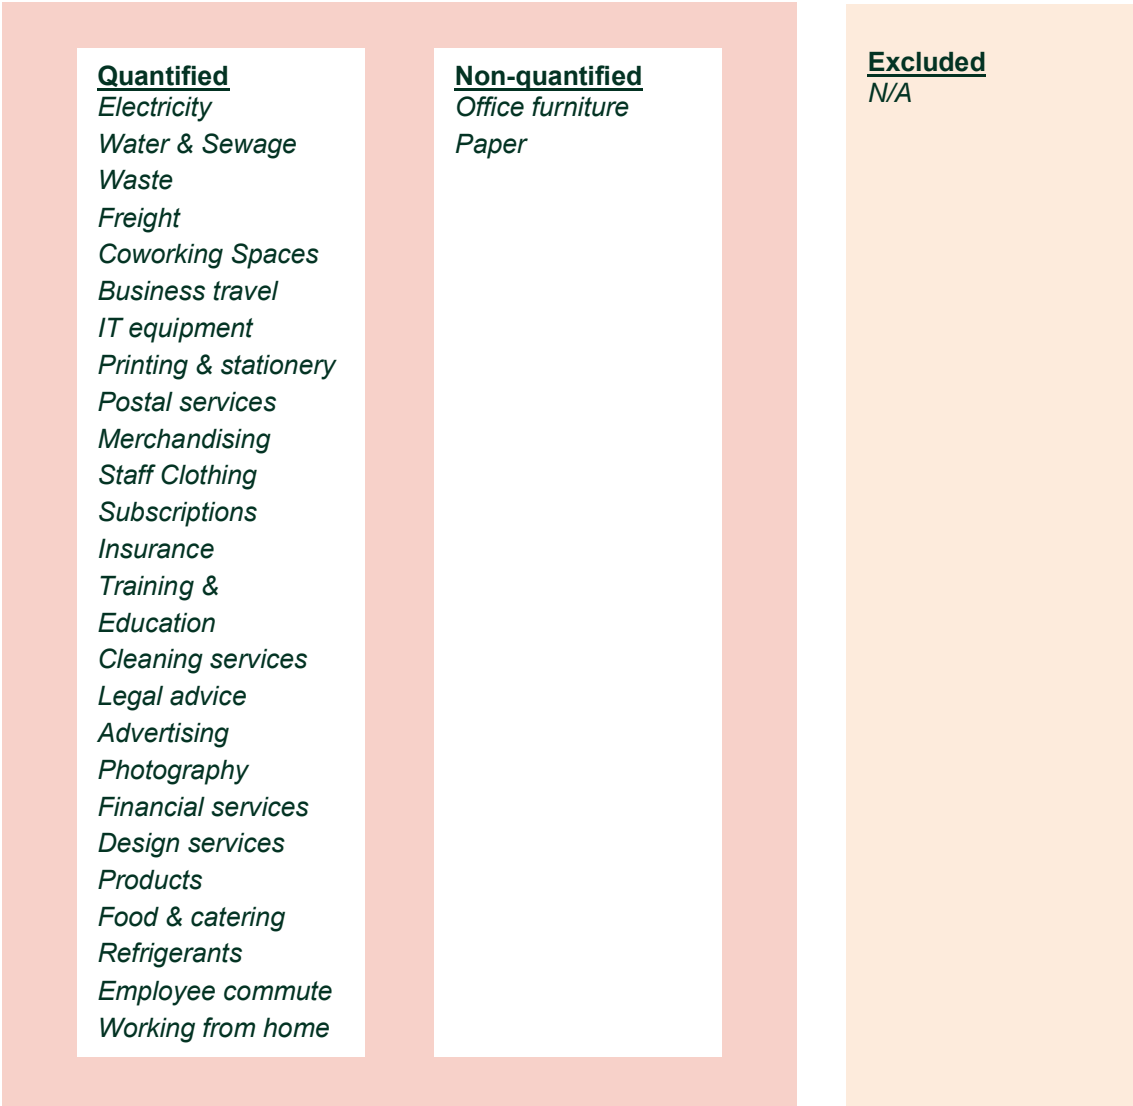 Quantified
Electricity
Water & Sewage
Waste
Freight
Coworking Spaces
Business travel
IT equipment
Printing & stationery
Postal services
Merchandising
Staff Clothing
Subscriptions
Insurance
Training &
Education
Cleaning services
Legal advice
Advertising
Photography
Financial services
Design services
Products
Food & catering
Refrigerants
Employee commute
Working from home
Non-quantified
Office furniture
Paper
Excluded
N/A